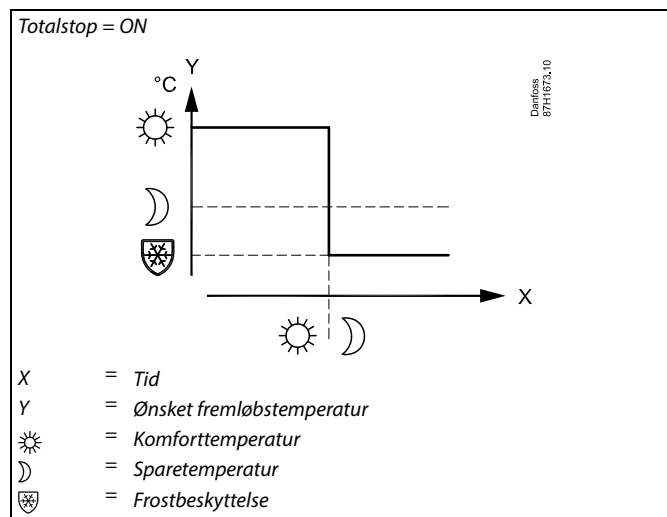 Totalstop = ON
Y
°C
Danfoss
87H1673.10
X
X = Tid
Y = Ønsket fremløbstemperatur
= Komforttemperatur
= Sparetemperatur
= Frostbeskyttelse